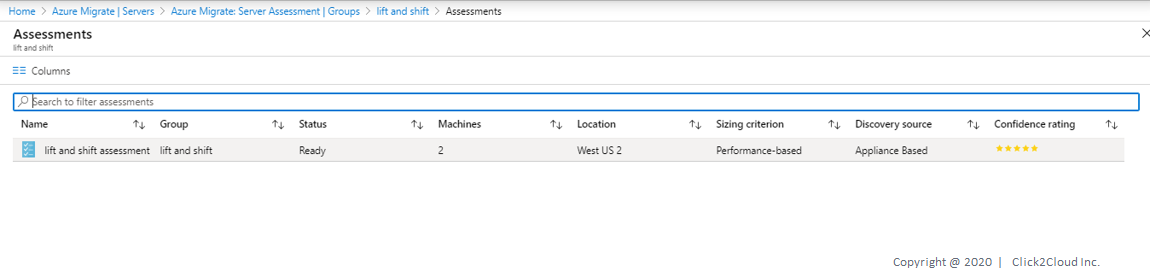 Home > Azure Migrate | Servers > Azure Migrate: Server Assessment | Groups > lift and shift > Assessments
Assessments
lift and shift
Columns
Search to filter assessments
Name Group Status Machines Location Sizing criterion Discovery source Confidence rating
lift and shift assessment lift and shift Ready 2 West US 2 Performance-based Appliance Based
Copyright @ 2020 | Click2Cloud Inc.